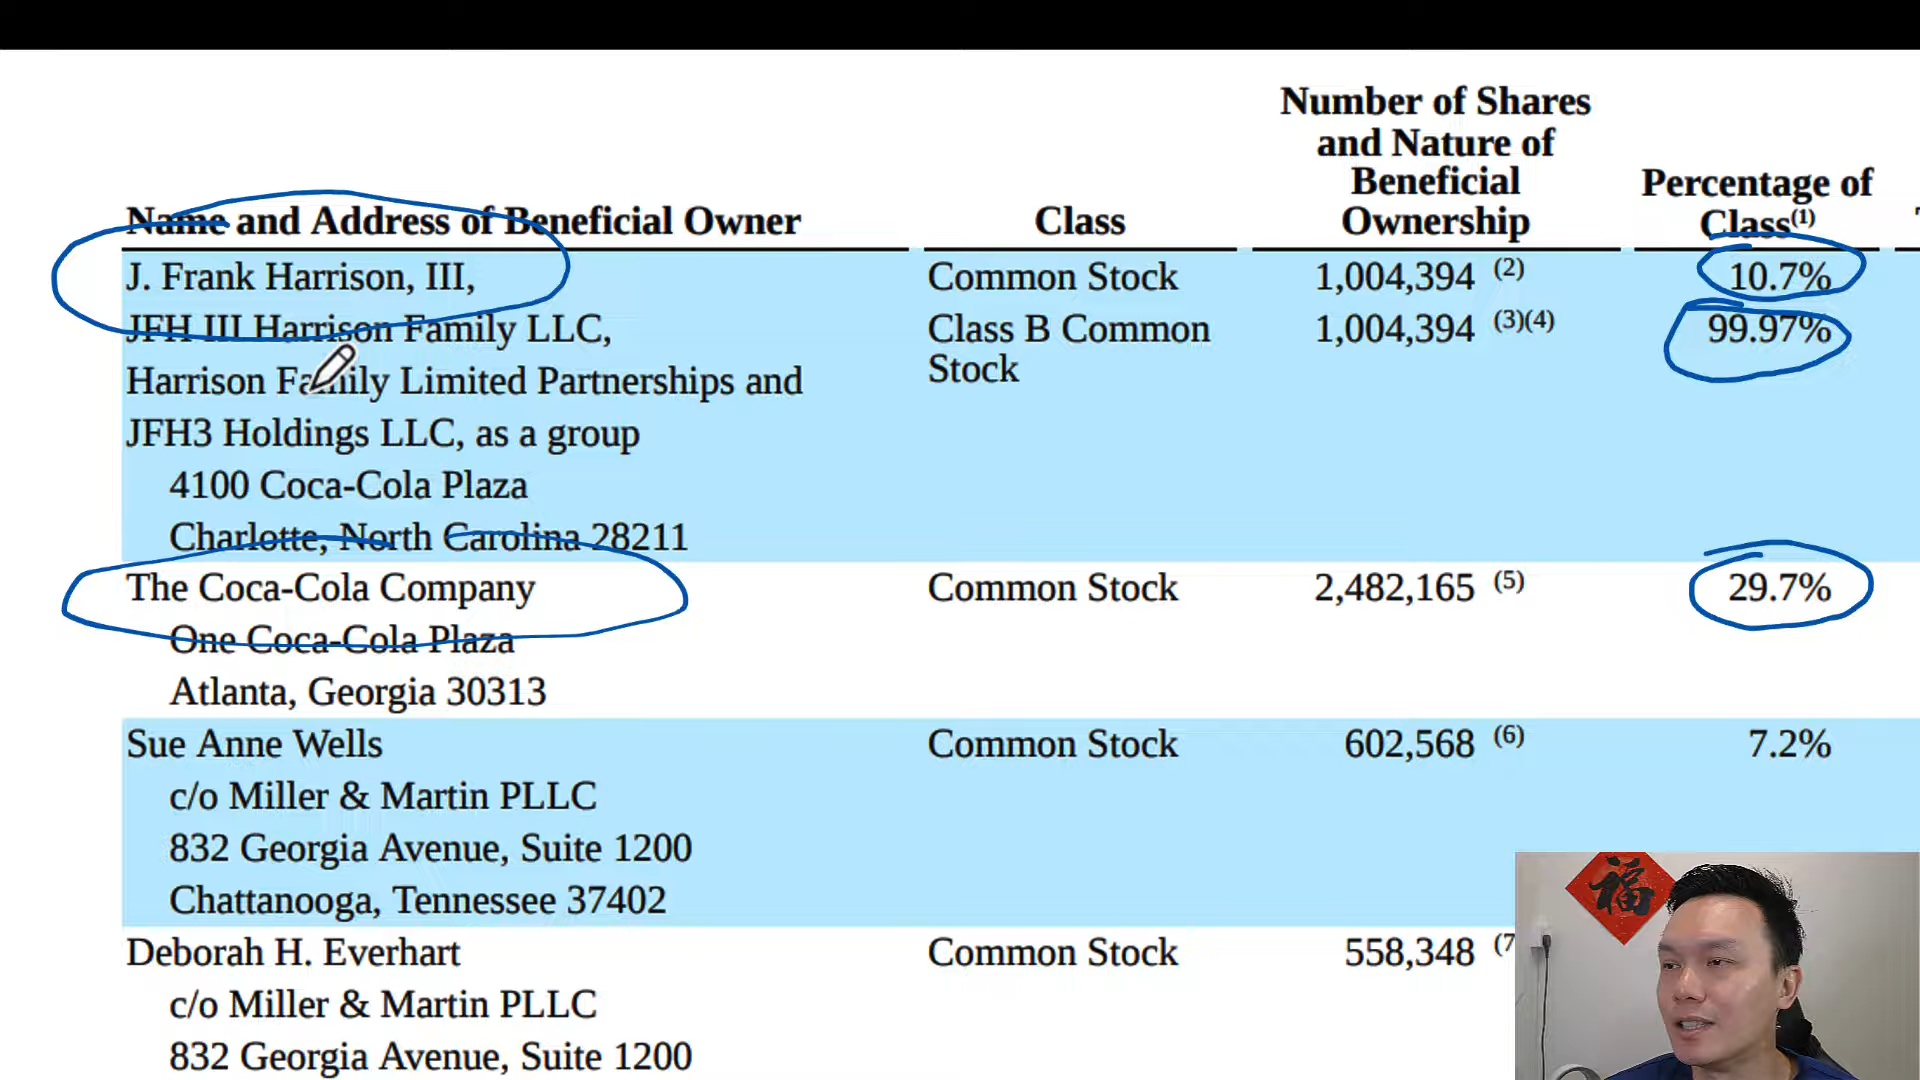 Number of Shares
and Nature of
Beneficial
Ownership
Percentage of
Class(1)
Name and Address of Beneficial Owner
Class
J. Frank Harrison, III,
Common Stock
1,004,394 (2)
10.7%
JFH III Harrison Family LLC,
Class B Common
Stock
1,004,394 (3)(4)
99.97%
Harrison Family Limited Partnerships and
JFH3 Holdings LLC, as a group
4100 Coca-Cola Plaza
Charlotte, North Carolina 28211
The Coca-Cola Company
Common Stock
2,482,165 (5)
29.7%
One Coca-Cola Plaza
Atlanta, Georgia 30313
Sue Anne Wells
Common Stock
602,568 (6)
7.2%
c/o Miller & Martin PLLC
832 Georgia Avenue, Suite 1200
Chattanooga, Tennessee 37402
Deborah H. Everhart
Common Stock
558,348 (7
c/o Miller & Martin PLLC
832 Georgia Avenue, Suite 1200
福